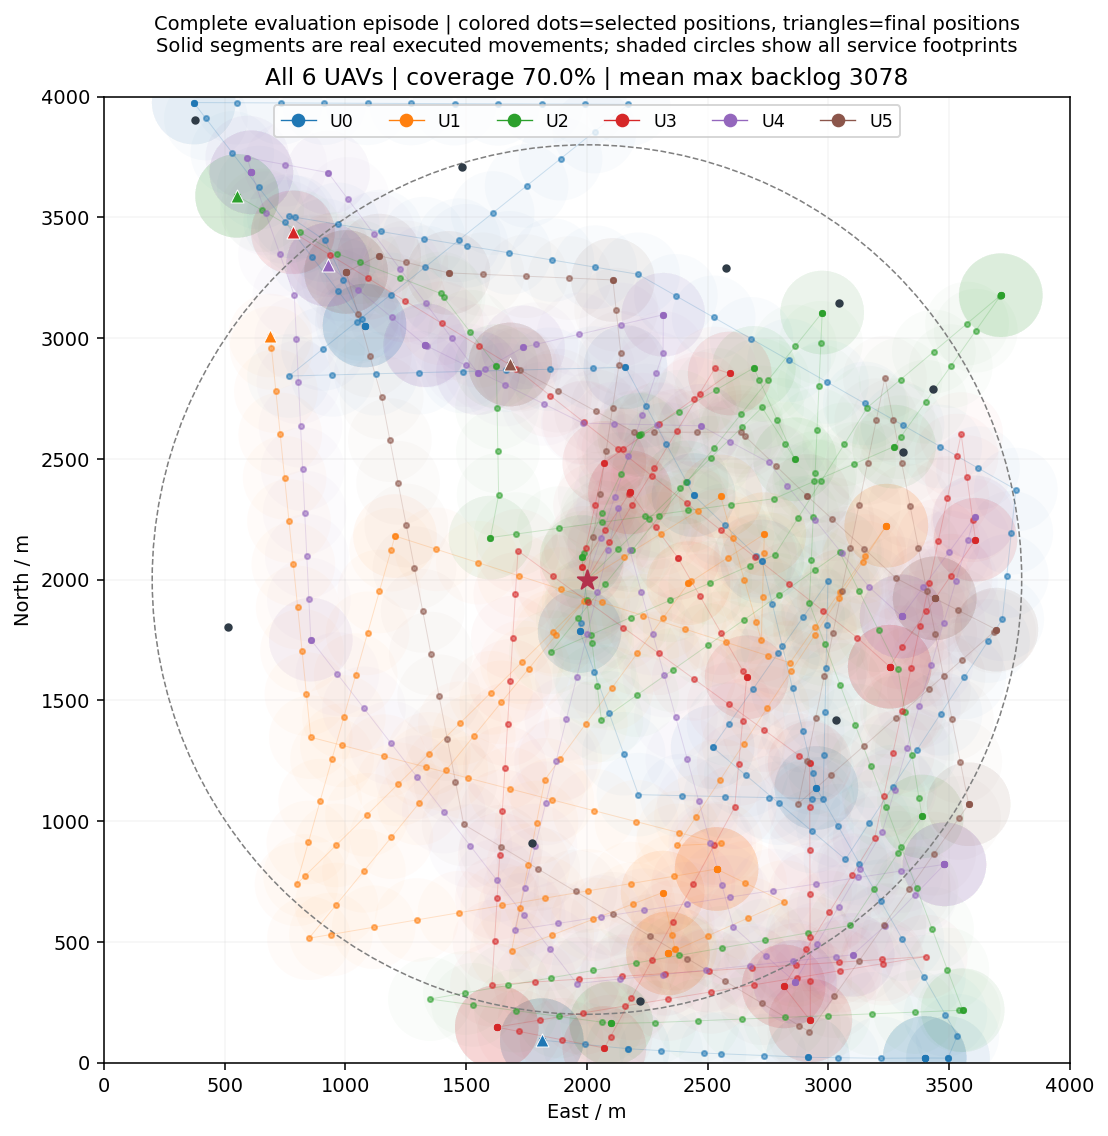 Complete evaluation episode | colored dots=selected positions, triangles=final positions
Solid segments are real executed movements; shaded circles show all service footprints
All 6 UAVs | coverage 70.0% | mean max backlog 3078
U0 U1 U2 U3 U4 U5
4000
3500
3000
2500
2000
1500
1000
500
0
North / m
0 500 1000 1500 2000 2500 3000 3500 4000
East / m